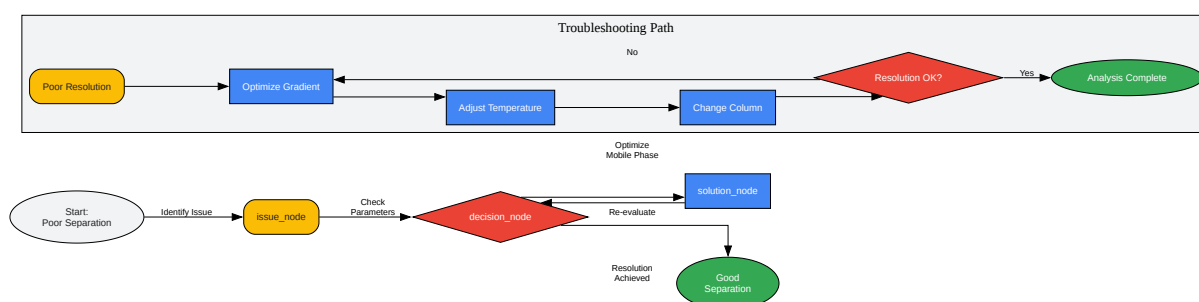 Troubleshooting Path
No
Poor Resolution
Optimize Gradient
Adjust Temperature
Change Column
Resolution OK?
Yes
Analysis Complete
Optimize
Mobile Phase
Start:
Poor Separation
Identify Issue
issue_node
Check
Parameters
decision_node
solution_node
Re-evaluate
Resolution
Achieved
Good
Separation